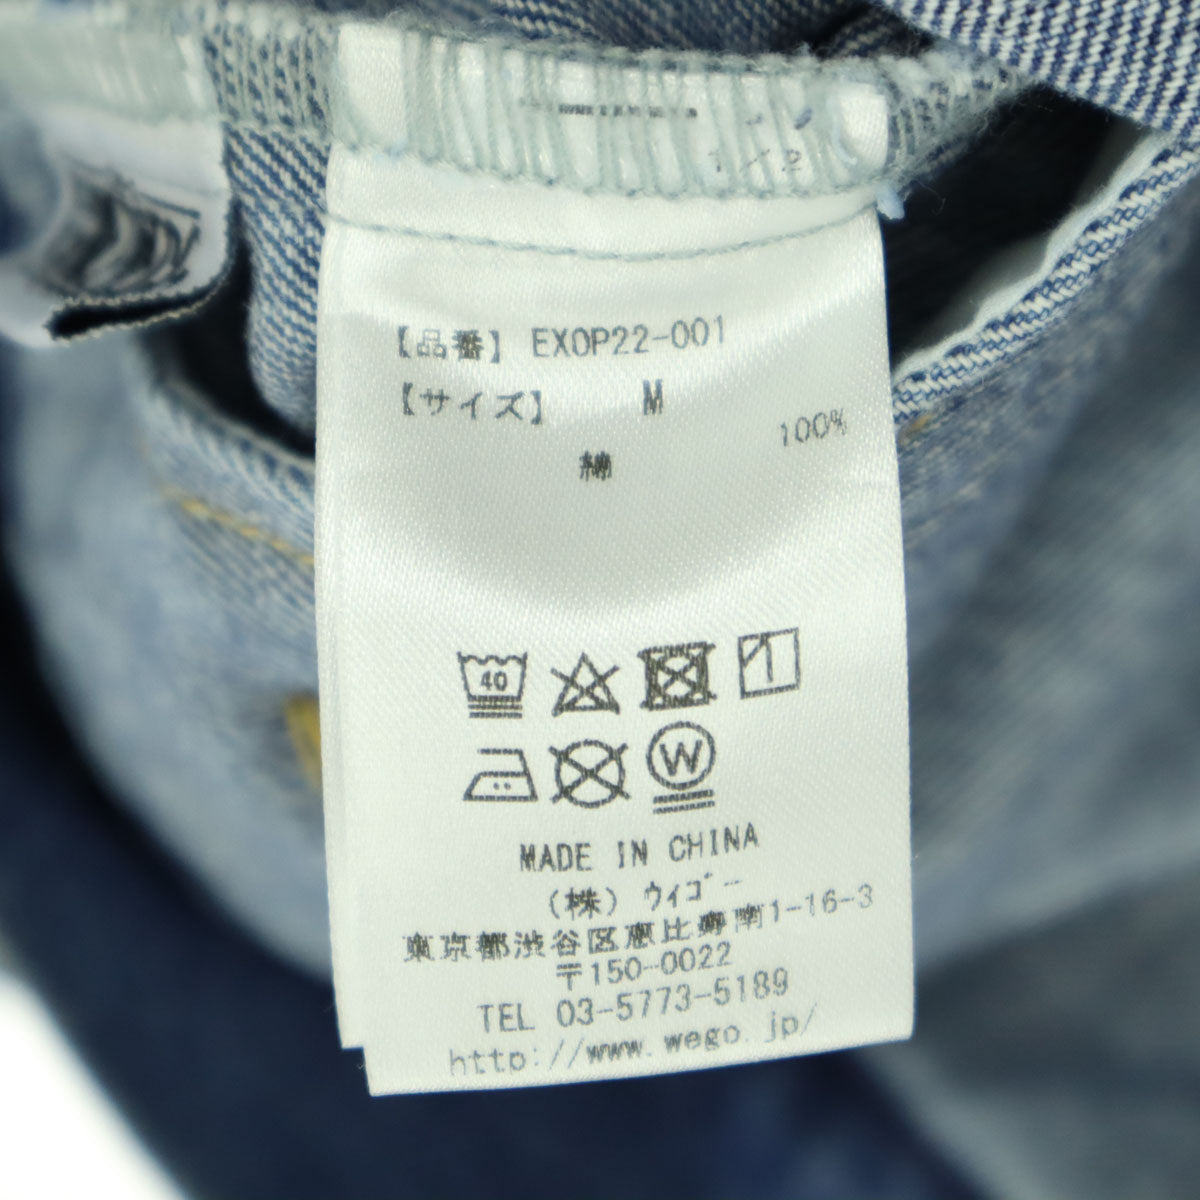 【品番】 EXOP22-001
【サイズ】 M
綿 100%
40
W
MADE IN CHINA
(株) ウィゴー
東京都渋谷区恵比寿南1-16-3
〒150-0022
TEL 03-5773-5189
http://www.wego.jp/